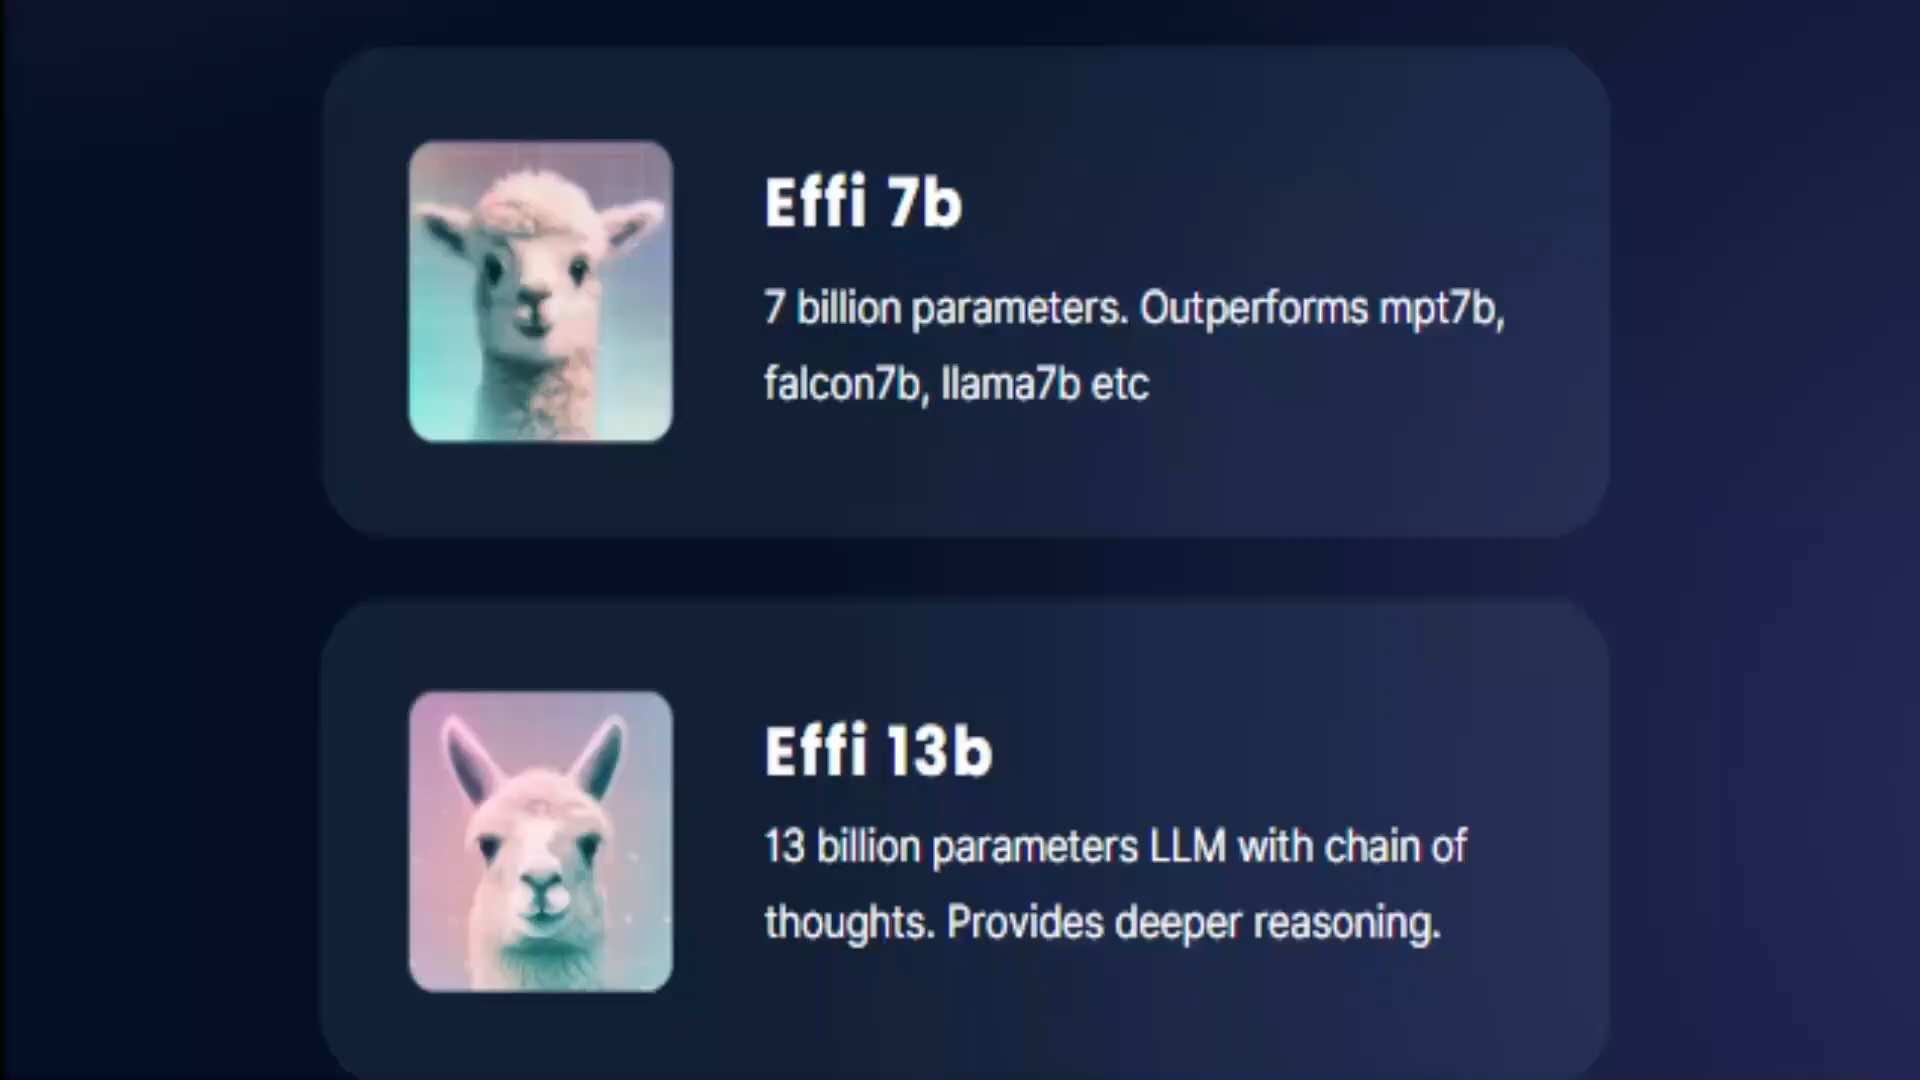 Effi 7b
7 billion parameters. Outperforms mpt7b,
falcon7b, llama7b etc
Effi 13b
13 billion parameters LLM with chain of
thoughts. Provides deeper reasoning.